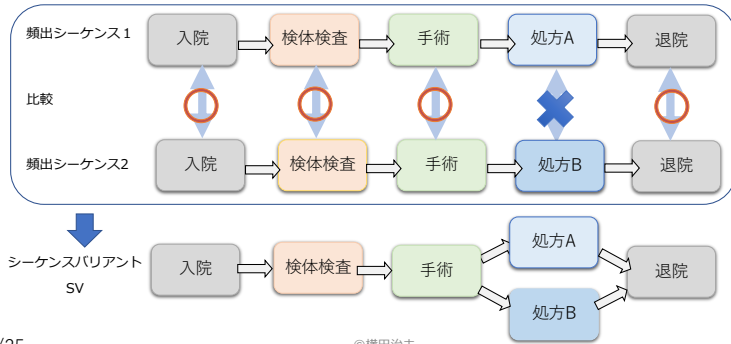 頻出シーケンス1
入院
検体検査
手術
処方A
退院
比較
頻出シーケンス2
入院
検体検査
手術
処方B
退院
シーケンスバリアント
SV
入院
検体検査
手術
処方A
処方B
退院